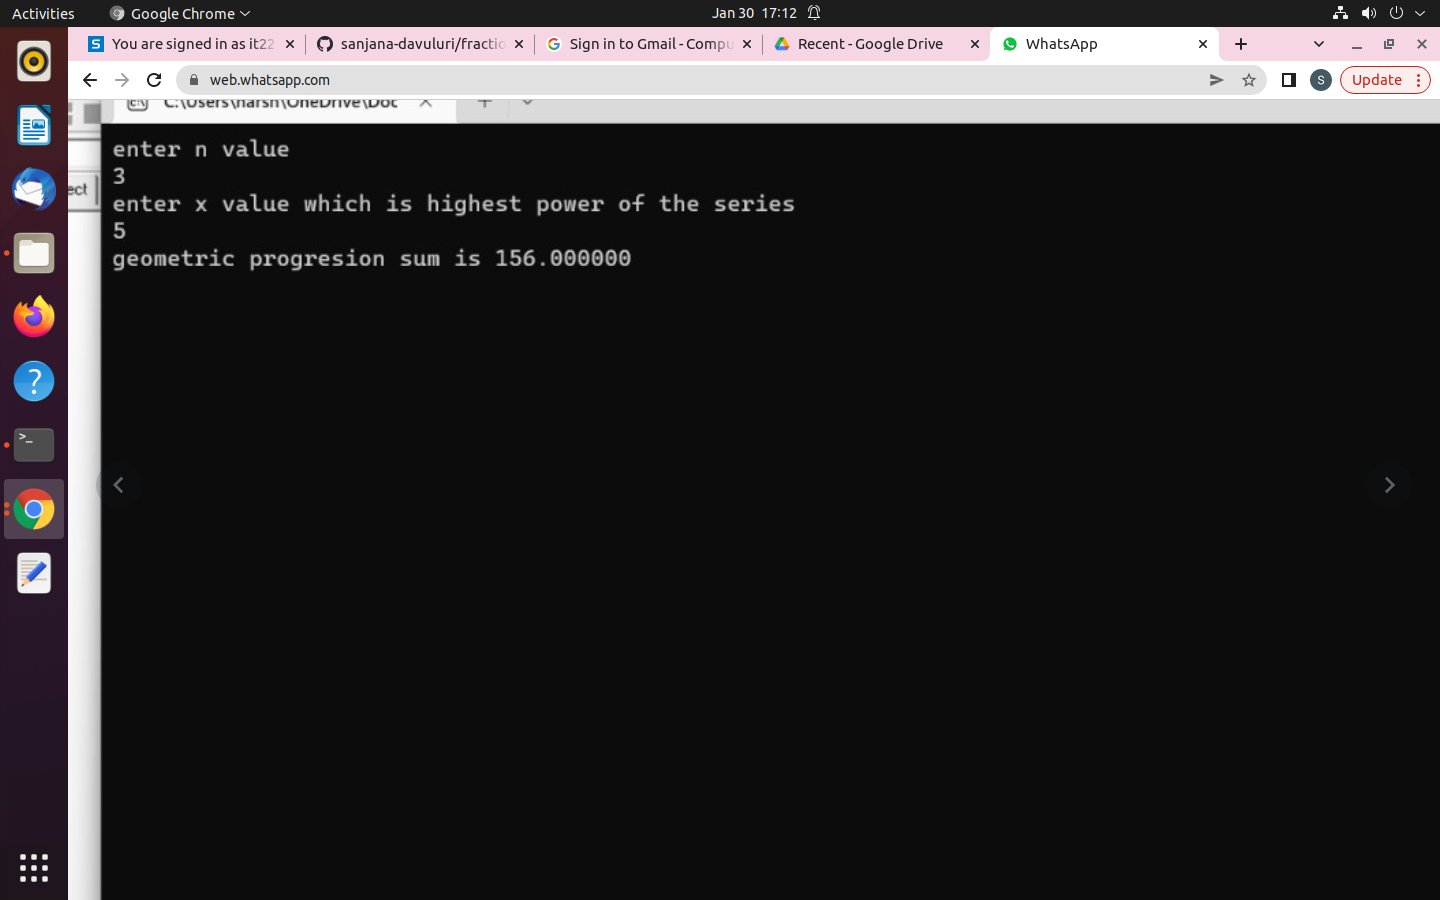 Activities Google Chrome Jan 30 17:12
You are signed in as it22 sanjana-davuluri/fractio Sign in to Gmail - Compu Recent - Google Drive WhatsApp
web.whatsapp.com S Update
C:\Users\harsh\OneDrive\Doc
enter n value
3
ect
enter x value which is highest power of the series
5
geometric progresion sum is 156.000000